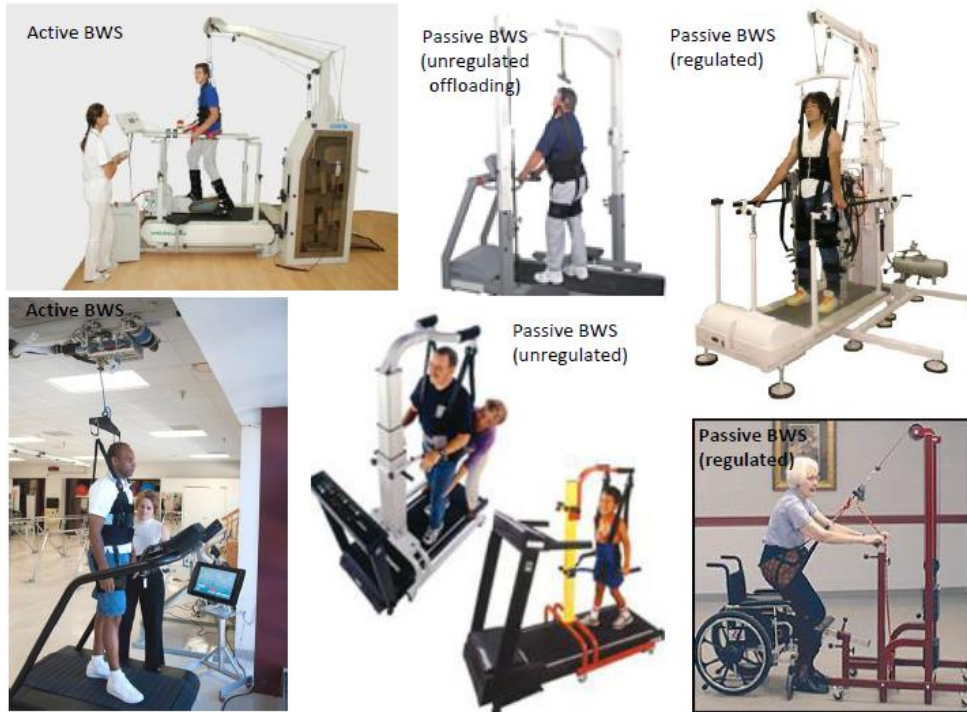 Active BWS
Passive BWS
(unregulated
offloading)
Passive BWS
(regulated)
Active BWS
Passive BWS
(unregulated)
Passive BWS
(regulated)